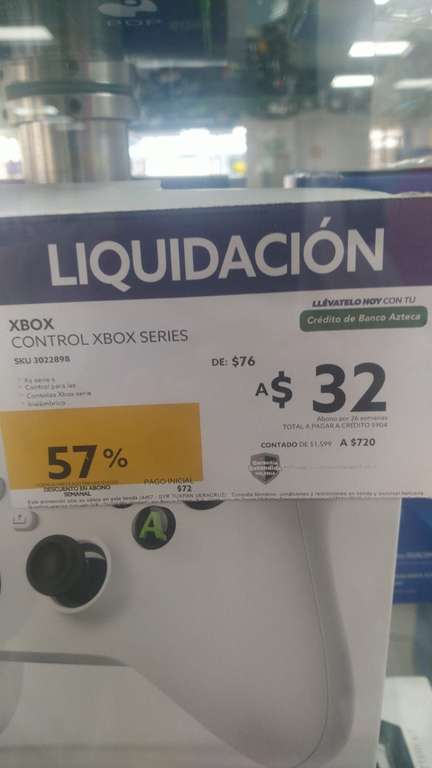 LIQUIDACIÓN
LLÉVATELO HOY CON TU
Crédito de Banco Azteca
XBOX
CONTROL XBOX SERIES
SKU 3022898
Control para las
Consolas Xbox serie
Inalámbrico
DE: $76
A $ 32
Abono por 26 semanas
TOTAL A PAGAR A CRÉDITO $904
CONTADO DE $1,599 A $720
57%
DESCUENTO EN ABONO
SEMANAL
PAGO INICIAL
$72
Garantía
Extendida
A